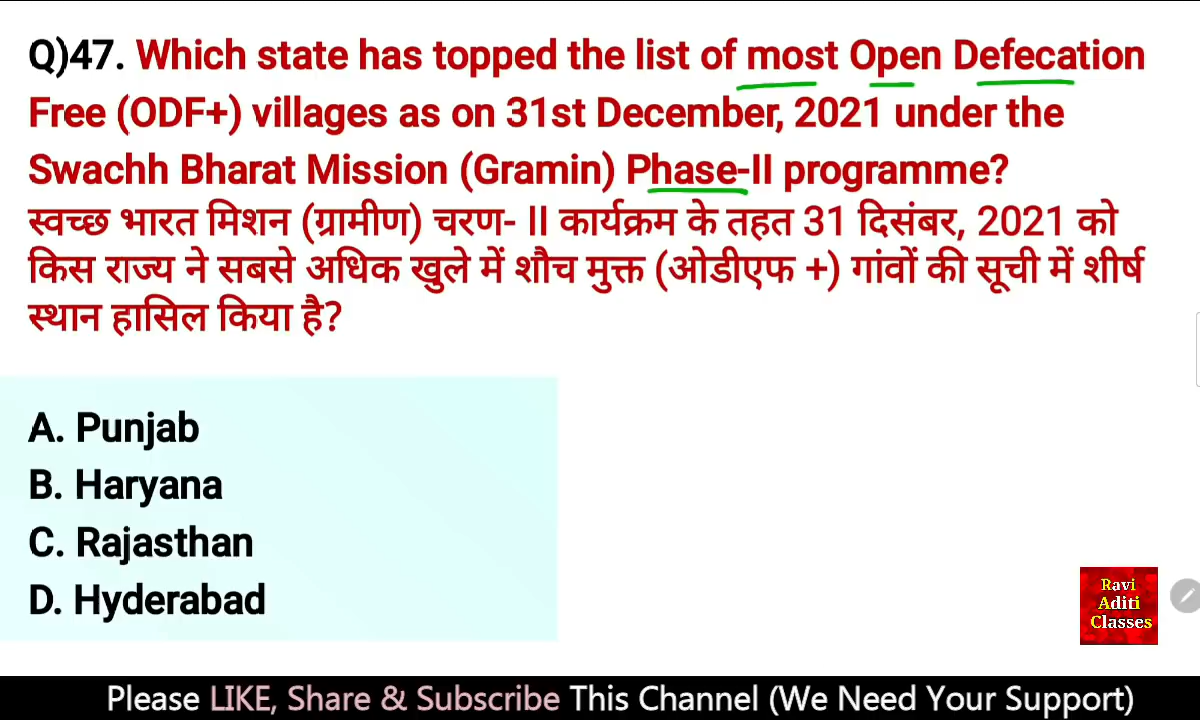 Q)47. Which state has topped the list of most Open Defecation
Free (ODF+) villages as on 31st December, 2021 under the
Swachh Bharat Mission (Gramin) Phase-II programme?
स्वच्छ भारत मिशन (ग्रामीण) चरण- II कार्यक्रम के तहत 31 दिसंबर, 2021 को
किस राज्य ने सबसे अधिक खुले में शौच मुक्त (ओडीएफ +) गांवों की सूची में शीर्ष
स्थान हासिल किया है?
A. Punjab
B. Haryana
C. Rajasthan
D. Hyderabad
Ravi
Aditi
Classes
Please LIKE, Share & Subscribe This Channel (We Need Your Support)